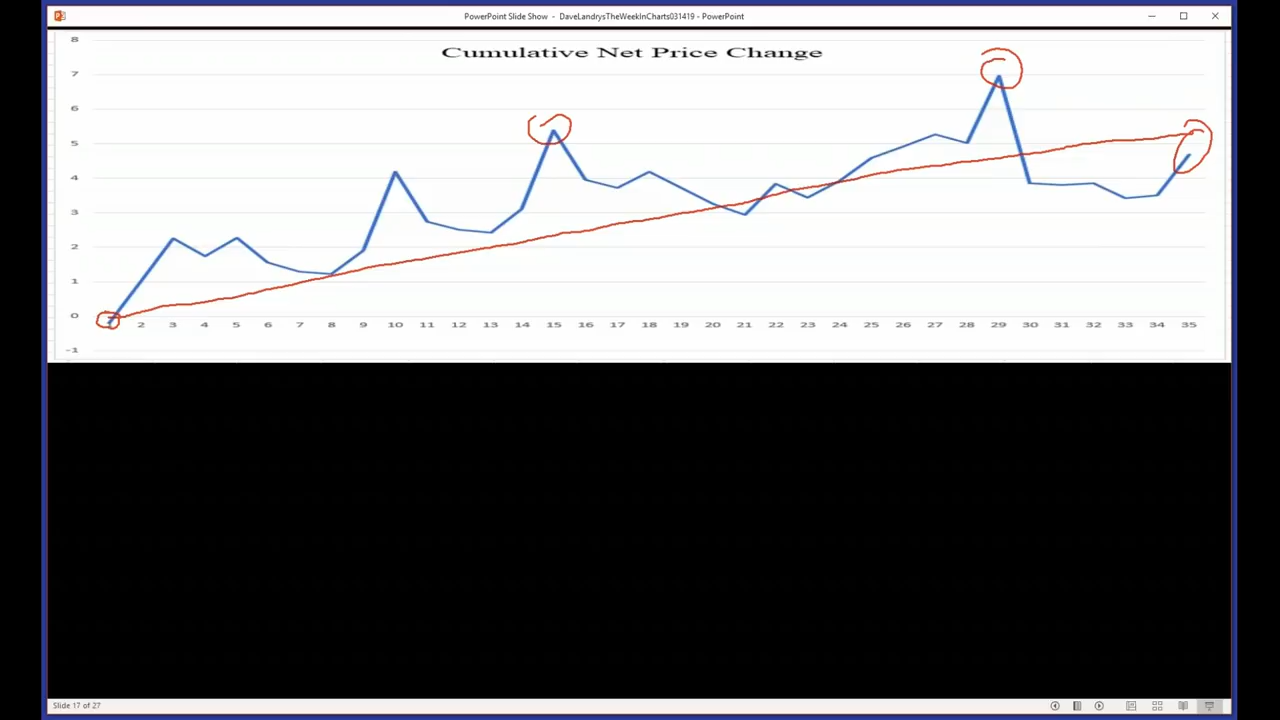 PowerPoint Slide Show - DaveLandrysTheWeekInCharts031419 - PowerPoint
Cumulative Net Price Change
8
7
6
5
4
3
2
1
0
-1
2 3 4 5 6 7 8 9 10 11 12 13 14 15 16 17 18 19 20 21 22 23 24 25 26 27 28 29 30 31 32 33 34 35
Slide 17 of 27